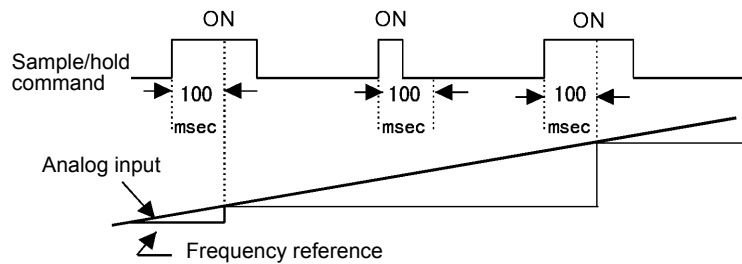 ON ON ON
Sample/hold
command
100 100 100
msec msec msec
Analog input
Frequency reference